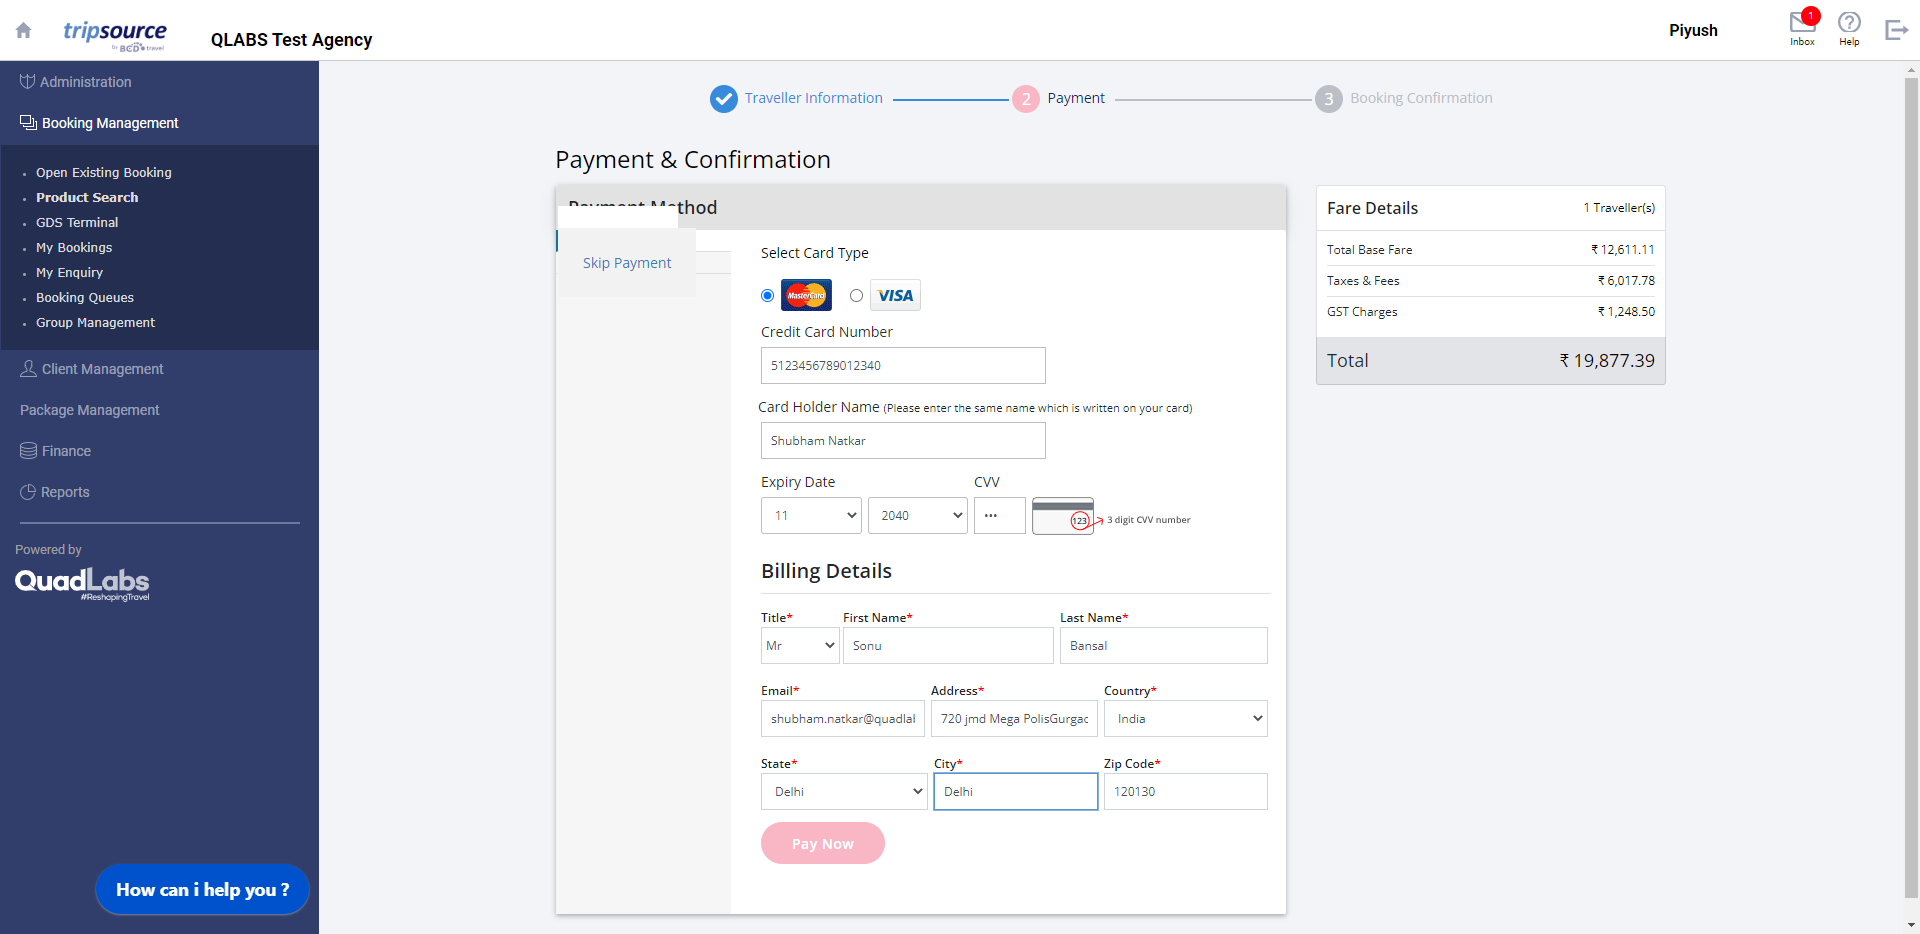 tripsource
by BCD travel
QLABS Test Agency
Piyush
1
Inbox
Help
Administration
Booking Management
Open Existing Booking
Product Search
GDS Terminal
My Bookings
My Enquiry
Booking Queues
Group Management
Client Management
Package Management
Finance
Reports
Powered by
QuadLabs
#ReshapingTravel
How can i help you ?
Traveller Information
2 Payment
3 Booking Confirmation
Payment & Confirmation
Payment Method
Skip Payment
Select Card Type
MasterCard
VISA
Credit Card Number
5123456789012340
Card Holder Name (Please enter the same name which is written on your card)
Shubham Natkar
Expiry Date CVV
11 2040 ••• 123 3 digit CVV number
Billing Details
Title* First Name* Last Name*
Mr Sonu Bansal
Email* Address* Country*
shubham.natkar@quadlal 720 jmd Mega PolisGurgac India
State* City* Zip Code*
Delhi Delhi 120130
Pay Now
Fare Details 1 Traveller(s)
Total Base Fare ₹ 12,611.11
Taxes & Fees ₹ 6,017.78
GST Charges ₹ 1,248.50
Total ₹ 19,877.39